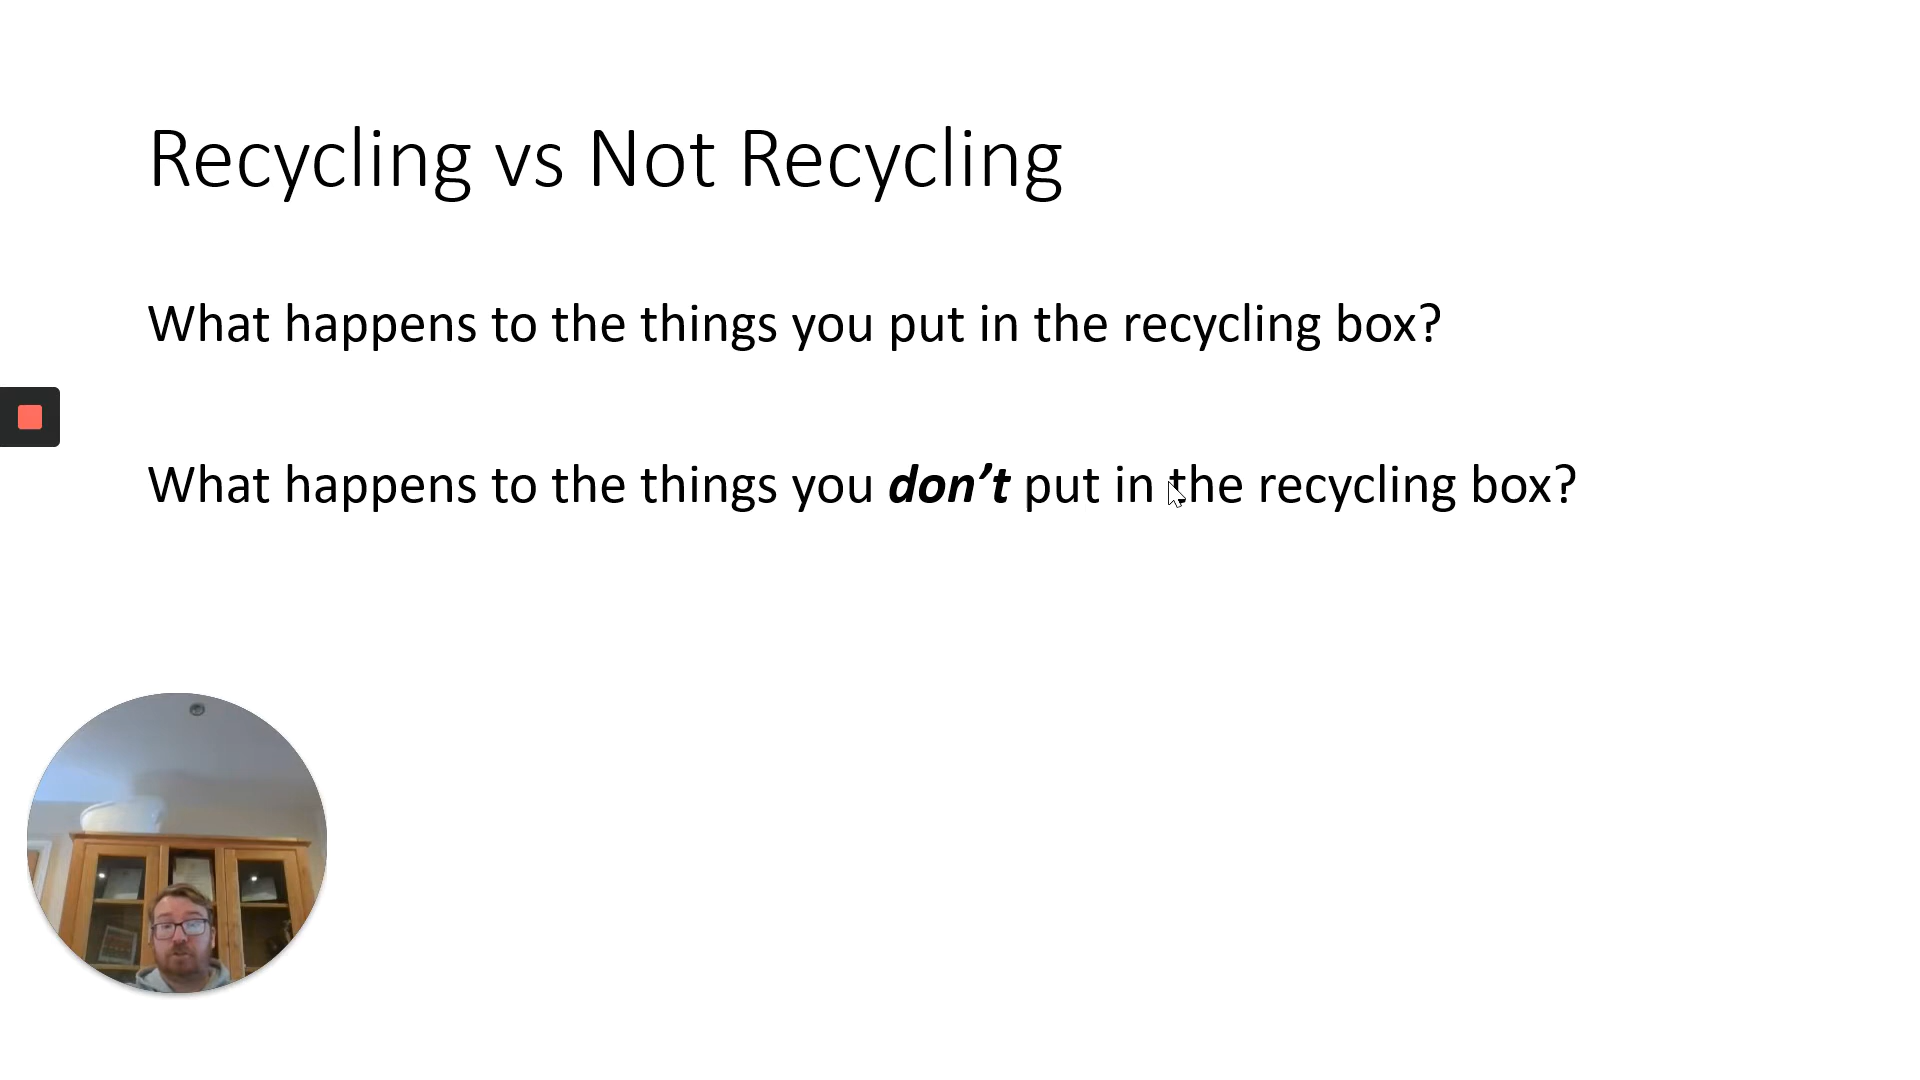 Recycling vs Not Recycling
What happens to the things you put in the recycling box?
What happens to the things you don’t put in the recycling box?